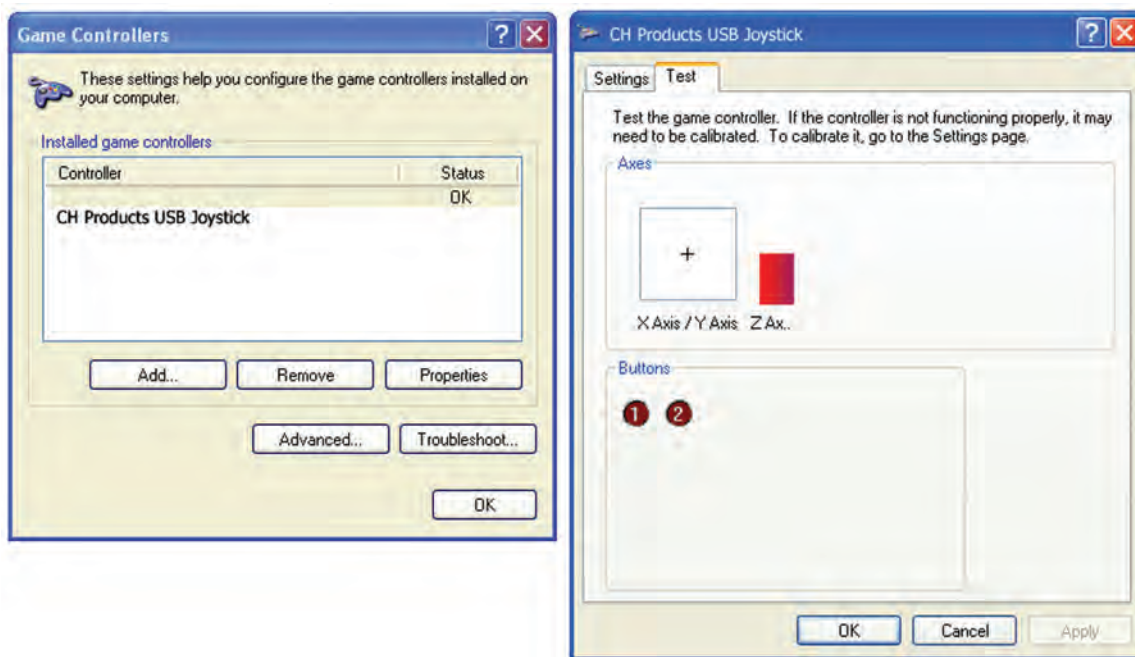 Game Controllers
These settings help you configure the game controllers installed on
your computer.
Installed game controllers
Controller Status
OK
CH Products USB Joystick
Add... Remove Properties
Advanced... Troubleshoot...
OK
CH Products USB Joystick
Settings Test
Test the game controller. If the controller is not functioning properly, it may
need to be calibrated. To calibrate it, go to the Settings page.
Axes
X Axis / Y Axis Z Ax..
Buttons
1 2
OK Cancel Apply